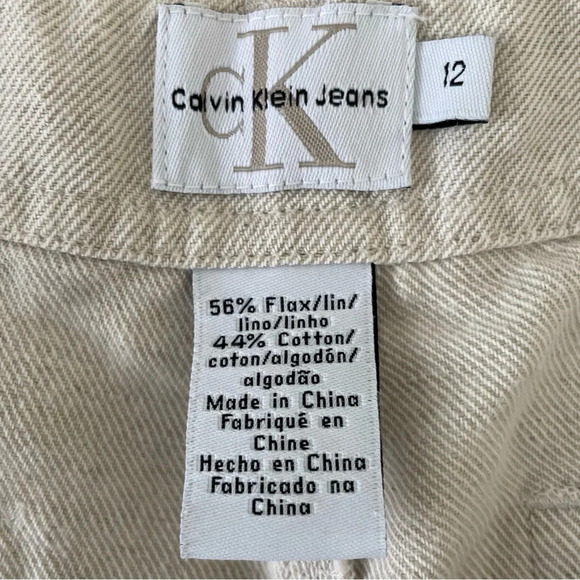 CK
Calvin Klein Jeans
12
56% Flax/lin/
lino/linho
44% Cotton/
coton/algodón/
algodão
Made in China
Fabriqué en
Chine
Hecho en China
Fabricado na
China